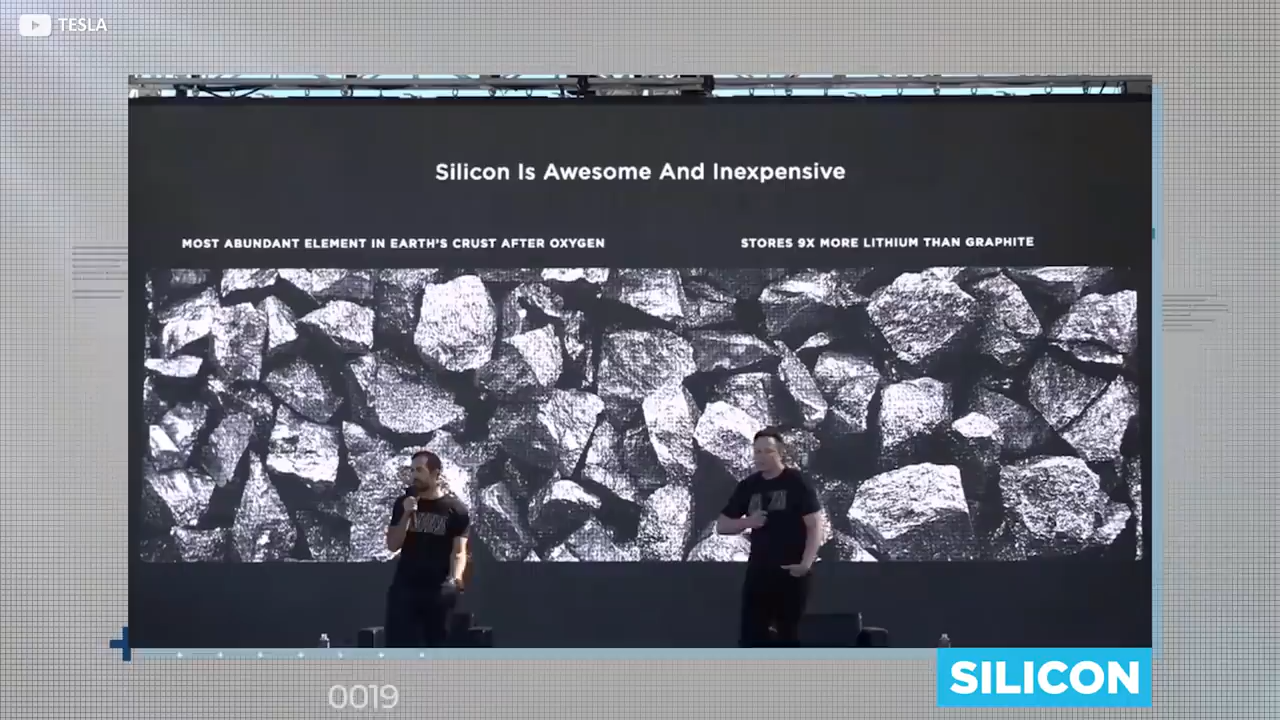 TESLA
Silicon Is Awesome And Inexpensive
MOST ABUNDANT ELEMENT IN EARTH'S CRUST AFTER OXYGEN
STORES 9X MORE LITHIUM THAN GRAPHITE
0019
SILICON